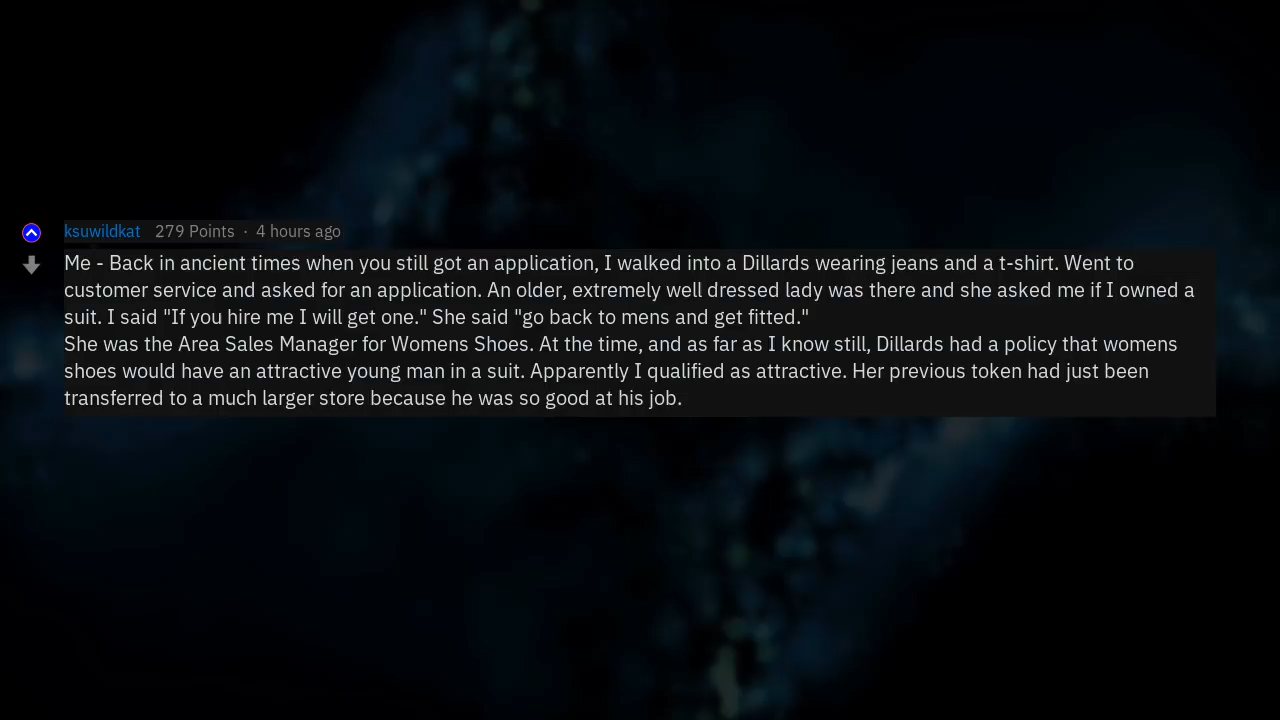 ksuwildkat 279 Points · 4 hours ago
Me - Back in ancient times when you still got an application, I walked into a Dillards wearing jeans and a t-shirt. Went to
customer service and asked for an application. An older, extremely well dressed lady was there and she asked me if I owned a
suit. I said "If you hire me I will get one." She said "go back to mens and get fitted."
She was the Area Sales Manager for Womens Shoes. At the time, and as far as I know still, Dillards had a policy that womens
shoes would have an attractive young man in a suit. Apparently I qualified as attractive. Her previous token had just been
transferred to a much larger store because he was so good at his job.